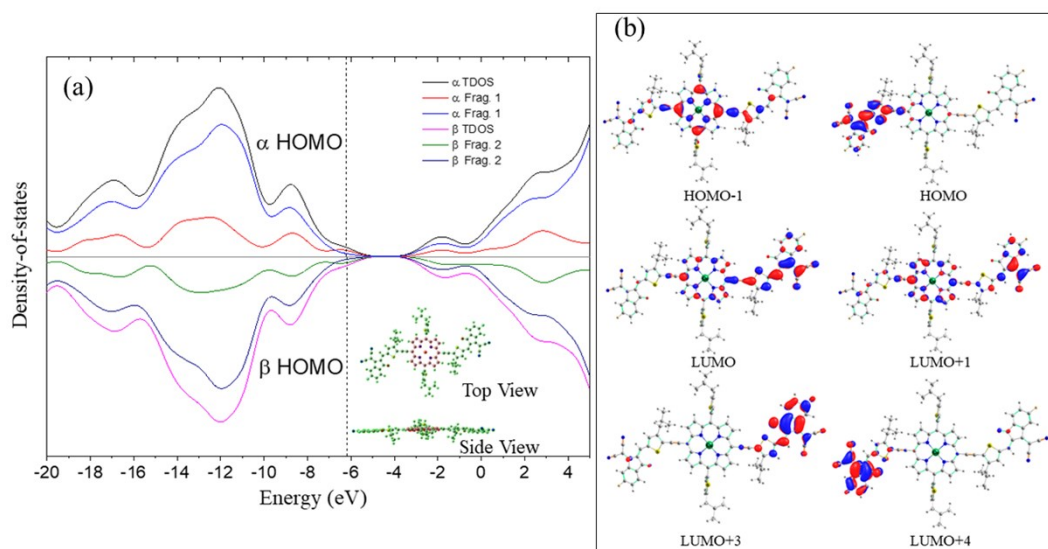 (a)
α TDOS
α Frag. 1
α Frag. 1
β TDOS
β Frag. 2
β Frag. 2
α HOMO
β HOMO
Top View
Side View
Density-of-states
-20 -18 -16 -14 -12 -10 -8 -6 -4 -2 0 2 4
Energy (eV)
(b)
HOMO-1
HOMO
LUMO
LUMO+1
LUMO+3
LUMO+4